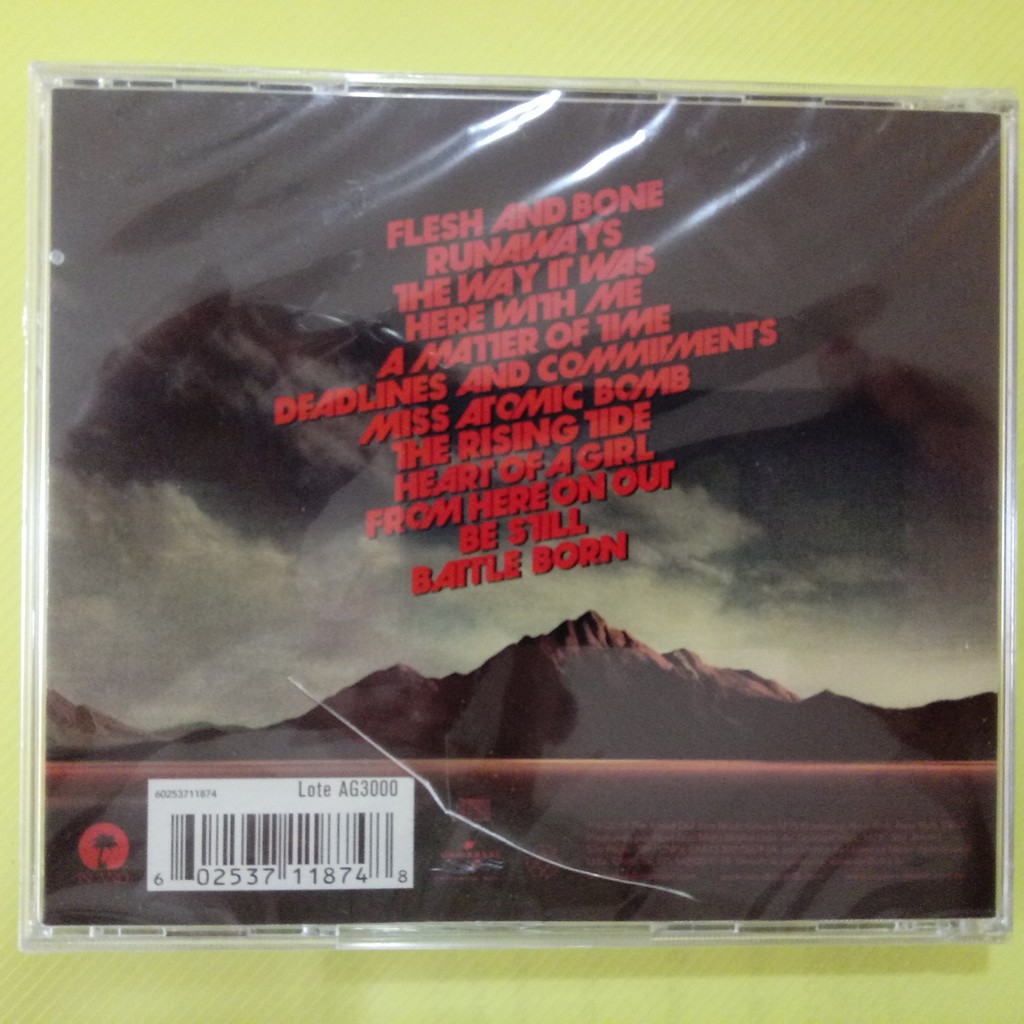 FLESH AND BONE
RUNAWAYS
THE WAY IT WAS
HERE WITH ME
A MATTER OF TIME
DEADLINES AND COMMITMENTS
MISS ATOMIC BOMB
THE RISING TIDE
HEART OF A GIRL
FROM HERE ON OUT
BE STILL
BATTLE BORN
60253711874 Lote AG3000
6 02537 11874 8
UNIVERSAL